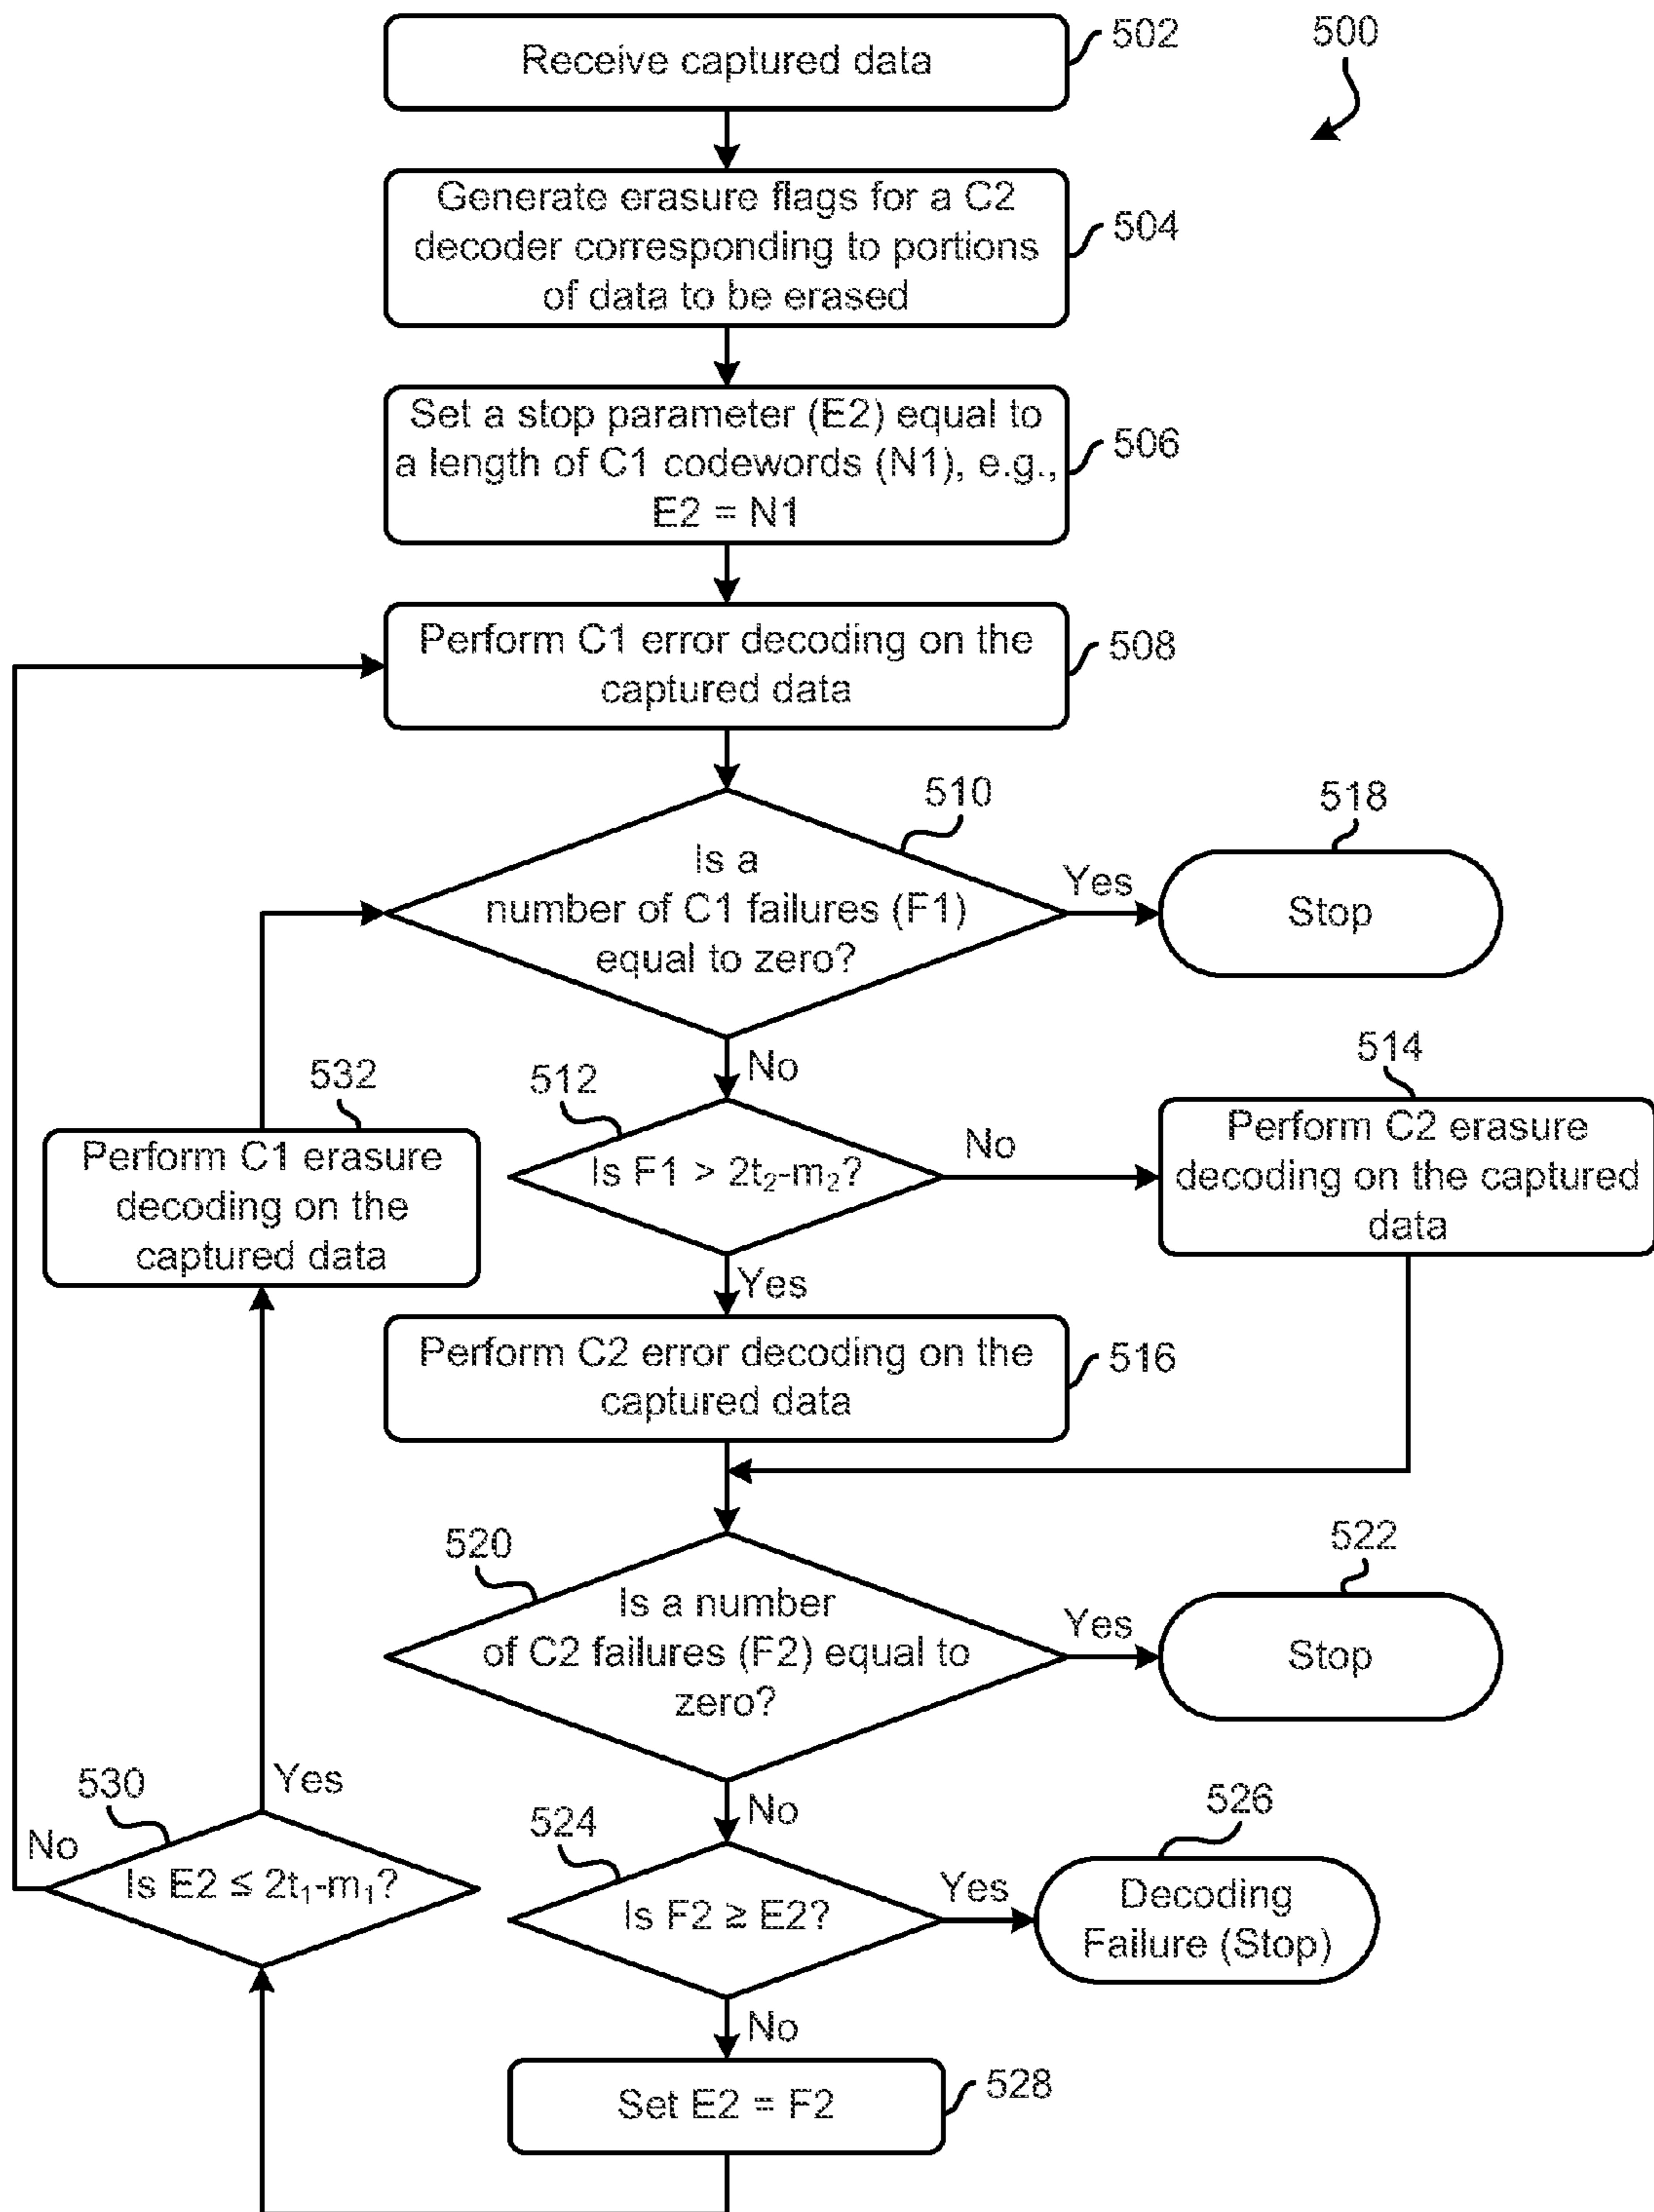 Receive captured data
502
500
Generate erasure flags for a C2
decoder corresponding to portions
of data to be erased
504
Set a stop parameter (E2) equal to
a length of C1 codewords (N1), e.g.,
E2 = N1
506
Perform C1 error decoding on the
captured data
508
510
Is a
number of C1 failures (F1)
equal to zero?
Yes
518
Stop
No
532
Perform C1 erasure
decoding on the
captured data
512
Is F1 > 2t₂-m₂?
No
514
Perform C2 erasure
decoding on the captured
data
Yes
Perform C2 error decoding on the
captured data
516
520
Is a number
of C2 failures (F2) equal to
zero?
Yes
522
Stop
No
530
Yes
No
Is E2 ≤ 2t₁-m₁?
524
Is F2 ≥ E2?
Yes
526
Decoding
Failure (Stop)
No
Set E2 = F2
528